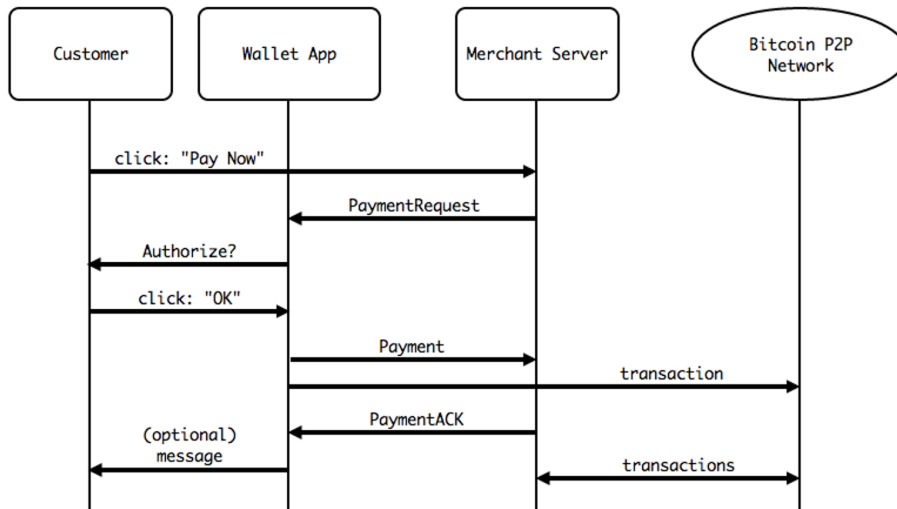 Customer
Wallet App
Merchant Server
Bitcoin P2P
Network
click: "Pay Now"
PaymentRequest
Authorize?
click: "OK"
Payment
transaction
PaymentACK
(optional)
message
transactions